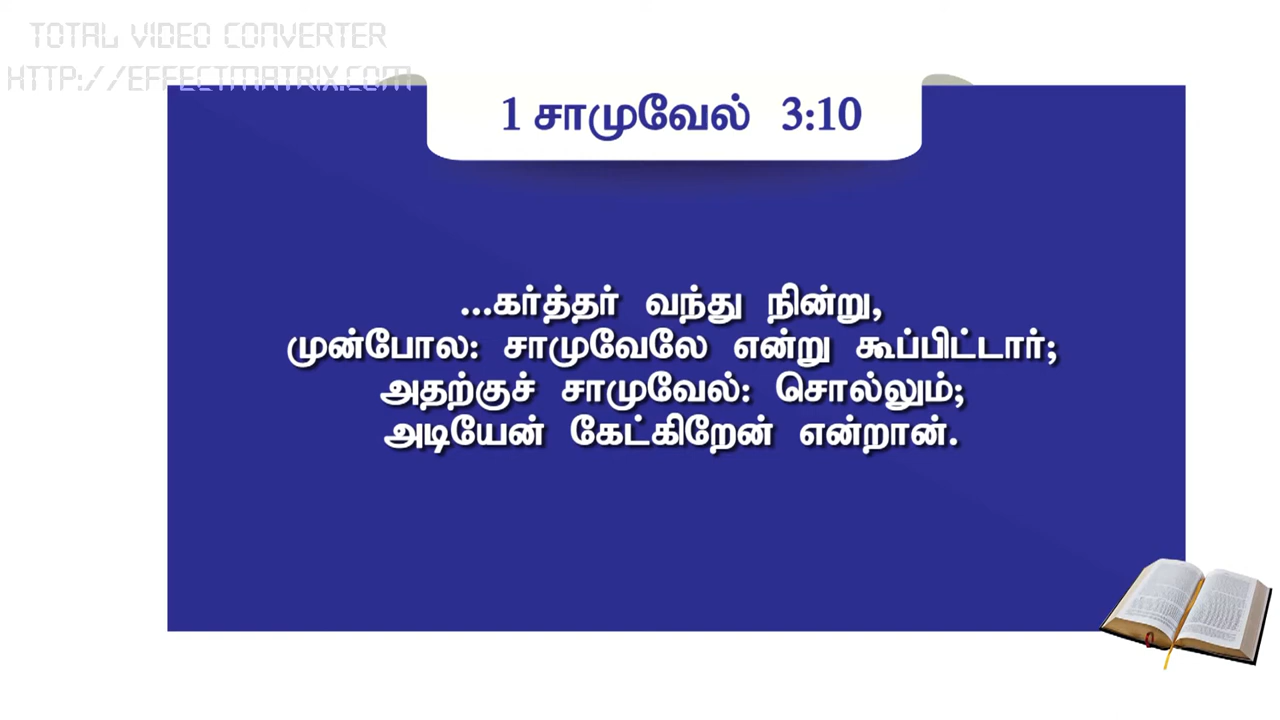 TOTAL VIDEO CONVERTER
HTTP://EFFECTMATRIX.COM
1 சாமுவேல் 3:10
...கர்த்தர் வந்து நின்று,
முன்போல: சாமுவேலே என்று கூப்பிட்டார்;
அதற்குச் சாமுவேல்: சொல்லும்;
அடியேன் கேட்கிறேன் என்றான்.